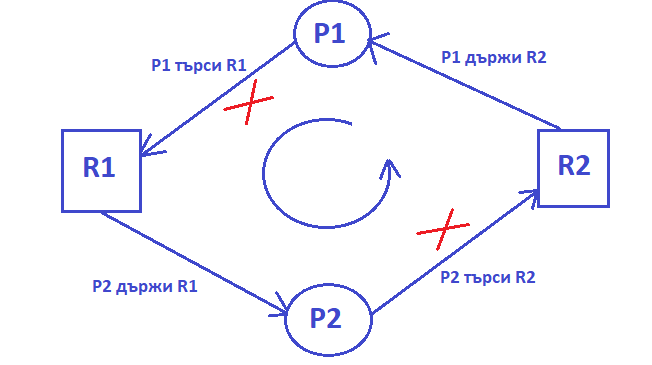 P1
P1 търси R1
P1 държи R2
R1
R2
P2 държи R1
P2 търси R2
P2